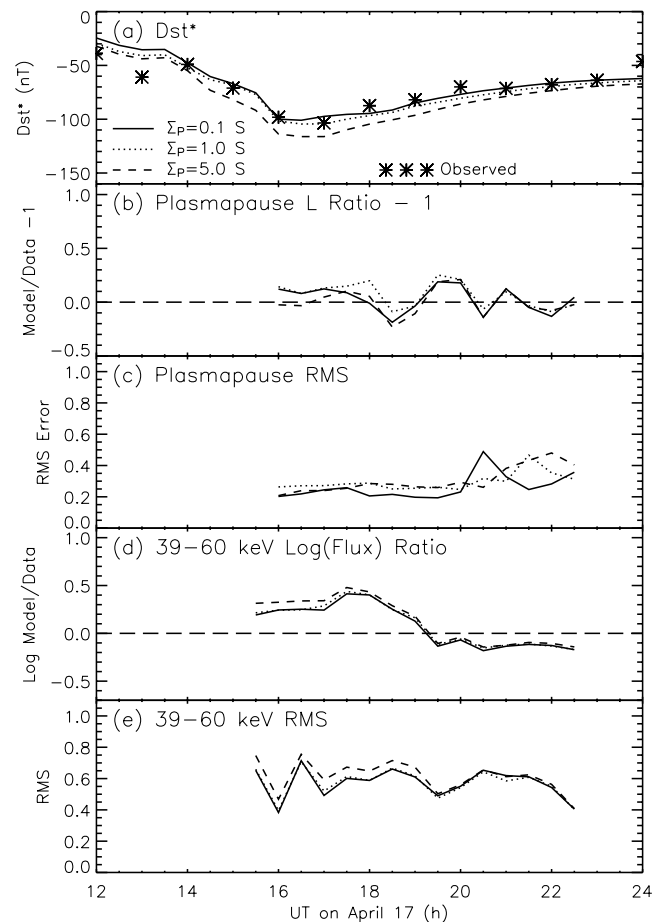 (a) Dst*
0
-50
-100
-150
Dst* (nT)
ΣP=0.1 S
ΣP=1.0 S
ΣP=5.0 S
Observed
(b) Plasmapause L Ratio - 1
1.0
0.5
0.0
-0.5
Model/Data -1
(c) Plasmapause RMS
1.0
0.8
0.6
0.4
0.2
0.0
RMS Error
(d) 39-60 keV Log(Flux) Ratio
1.0
0.5
0.0
-0.5
Log Model/Data
(e) 39-60 keV RMS
1.0
0.8
0.6
0.4
0.2
0.0
RMS
12 14 16 18 20 22 24
UT on April 17 (h)